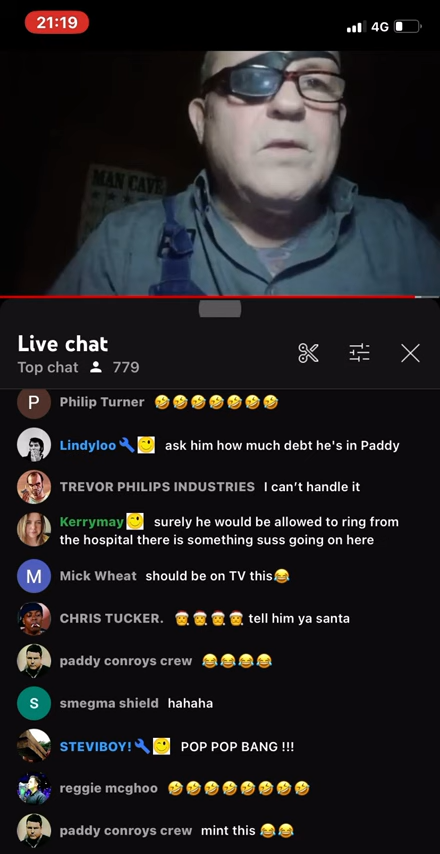 21:19
4G
MAN CAVE
Live chat
Top chat 779
P Philip Turner 🤣🤣🤣🤣🤣🤣🤣
Lindyloo🔧 ask him how much debt he's in Paddy
TREVOR PHILIPS INDUSTRIES I can't handle it
Kerrymay surely he would be allowed to ring from
the hospital there is something suss going on here
M Mick Wheat should be on TV this😂
CHRIS TUCKER. 🎅🎅🎅🎅 tell him ya santa
paddy conroys crew 😂😂😂😂
S smegma shield hahaha
STEVIBOY!🔧 POP POP BANG !!!
reggie mcghoo 🤣🤣🤣🤣🤣🤣🤣🤣🤣
paddy conroys crew mint this 😂😂